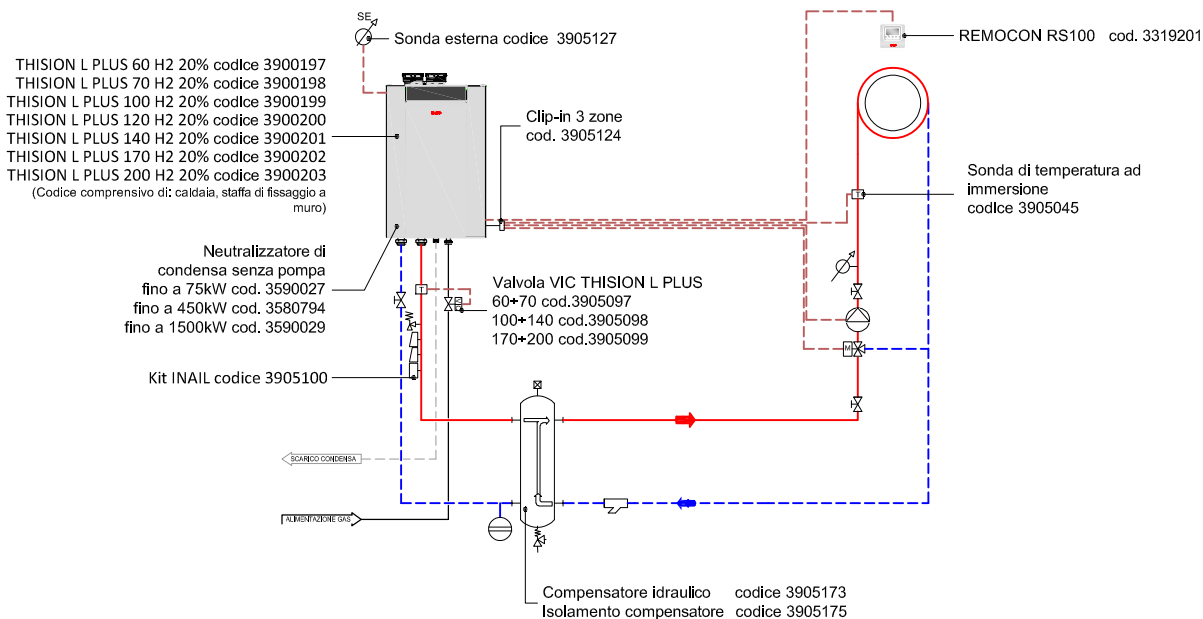 SE
Sonda esterna codice 3905127
REMOCON RS100 cod. 3319201
THISION L PLUS 60 H2 20% codice 3900197
THISION L PLUS 70 H2 20% codice 3900198
THISION L PLUS 100 H2 20% codice 3900199
THISION L PLUS 120 H2 20% codice 3900200
THISION L PLUS 140 H2 20% codice 3900201
THISION L PLUS 170 H2 20% codice 3900202
THISION L PLUS 200 H2 20% codice 3900203
(Codice comprensivo di: caldaia, staffa di fissaggio a
muro)
Clip-in 3 zone
cod. 3905124
Sonda di temperatura ad
immersione
codice 3905045
T
Neutralizzatore di
condensa senza pompa
fino a 75kW cod. 3590027
fino a 450kW cod. 3580794
fino a 1500kW cod. 3590029
T
Valvola VIC THISION L PLUS
60÷70 cod.3905097
100÷140 cod.3905098
170÷200 cod.3905099
M
Kit INAIL codice 3905100
SCARICO CONDENSA
ALIMENTAZIONE GAS
Compensatore idraulico codice 3905173
Isolamento compensatore codice 3905175